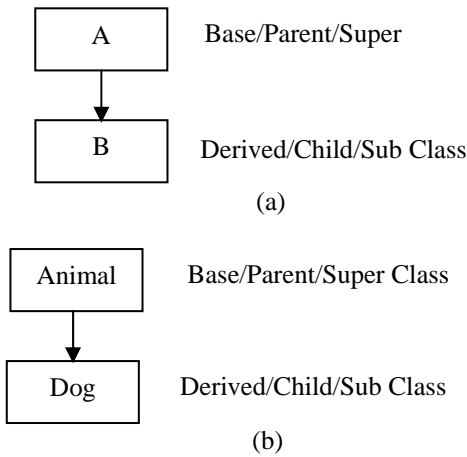 A Base/Parent/Super
B Derived/Child/Sub Class
(a)
Animal Base/Parent/Super Class
Dog Derived/Child/Sub Class
(b)